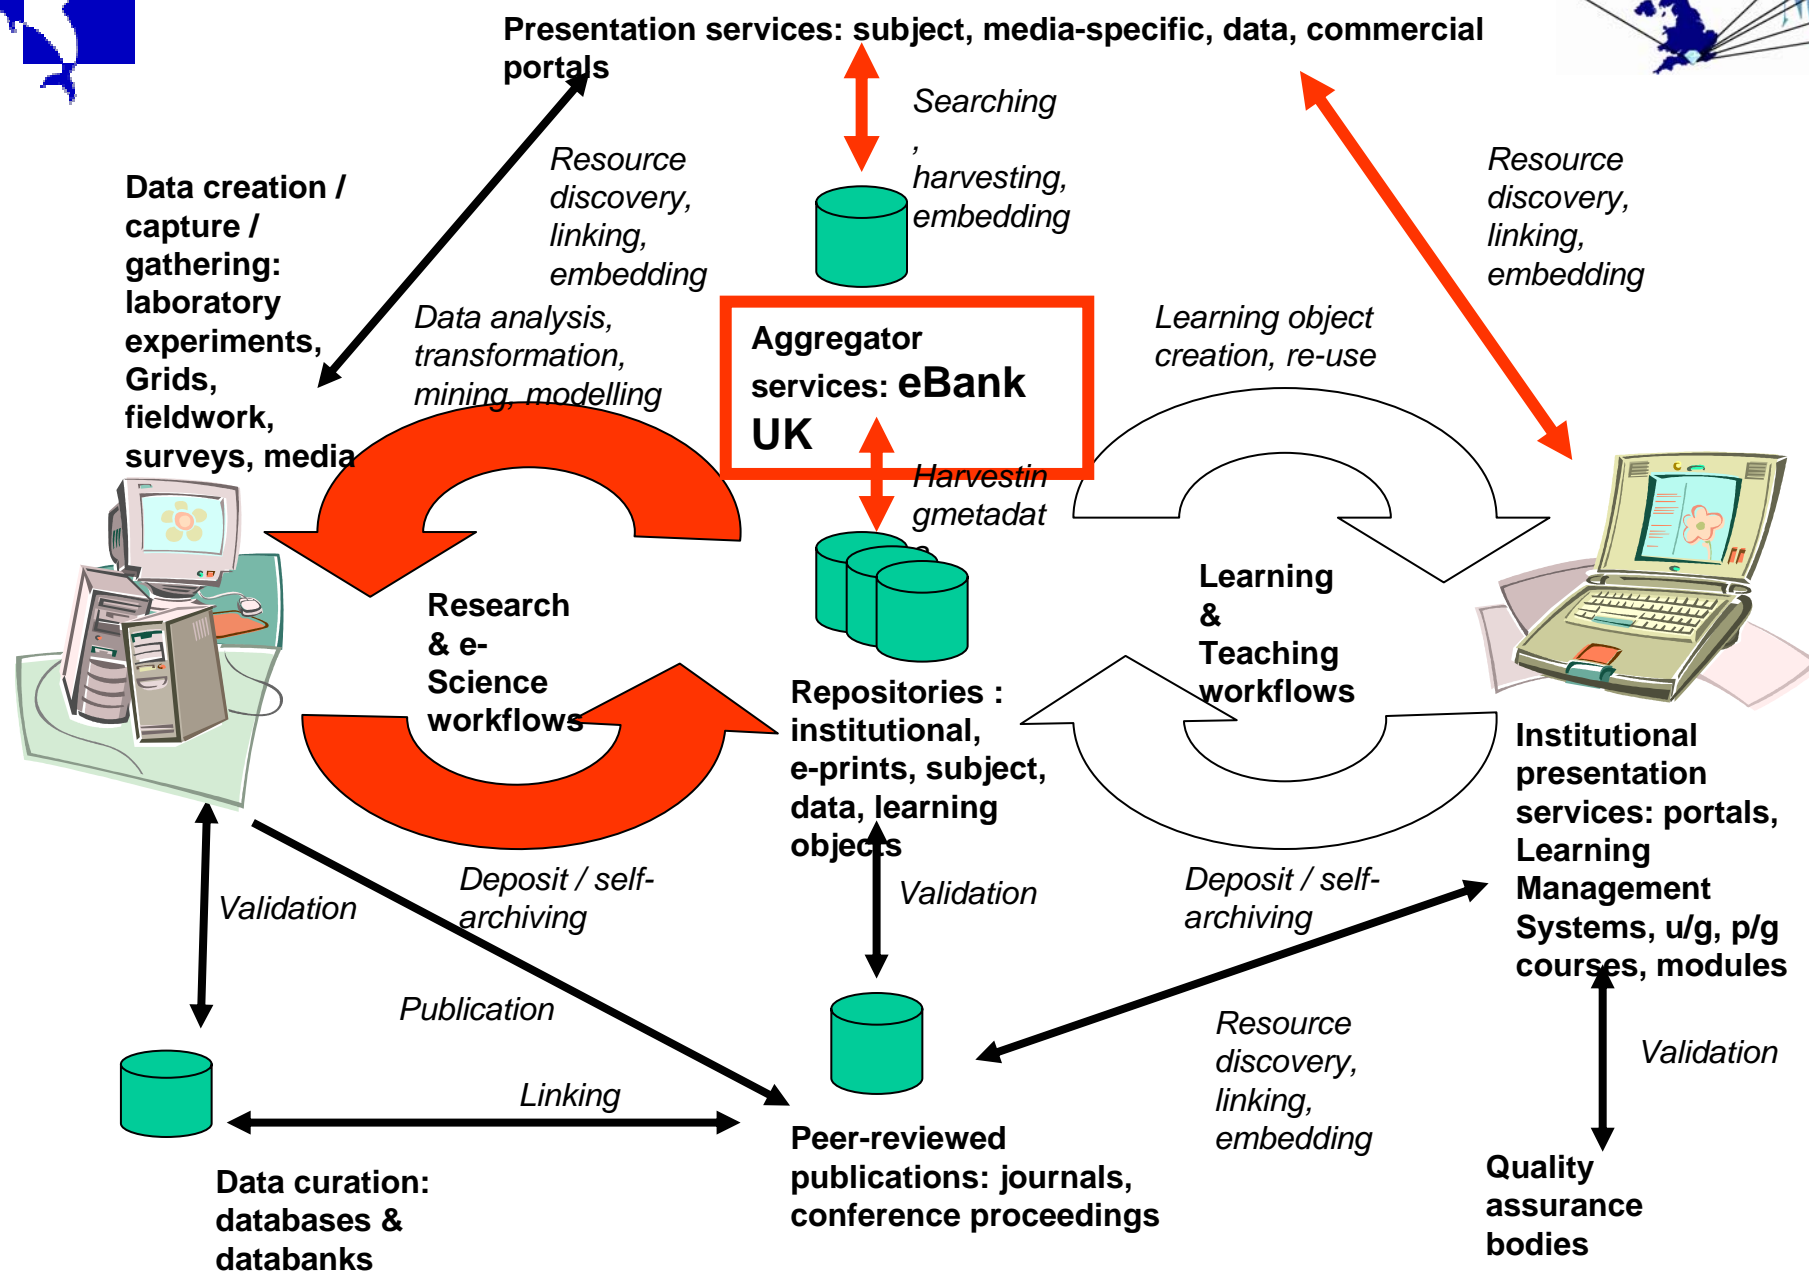 Presentation services: subject, media-specific, data, commercial
portals
Searching
,
harvesting,
embedding
Resource
discovery,
linking,
embedding
Resource
discovery,
linking,
embedding
Data creation /
capture /
gathering:
laboratory
experiments,
Grids,
fieldwork,
surveys, media
Data analysis,
transformation,
mining, modelling
Aggregator
services: eBank
UK
Learning object
creation, re-use
Harvestin
gmetadat
Research
& e-
Science
workflows
Learning
&
Teaching
workflows
Repositories :
institutional,
e-prints, subject,
data, learning
objects
Institutional
presentation
services: portals,
Learning
Management
Systems, u/g, p/g
courses, modules
Validation
Deposit / self-
archiving
Validation
Deposit / self-
archiving
Publication
Resource
discovery,
linking,
embedding
Validation
Linking
Peer-reviewed
publications: journals,
conference proceedings
Data curation:
databases &
databanks
Quality
assurance
bodies